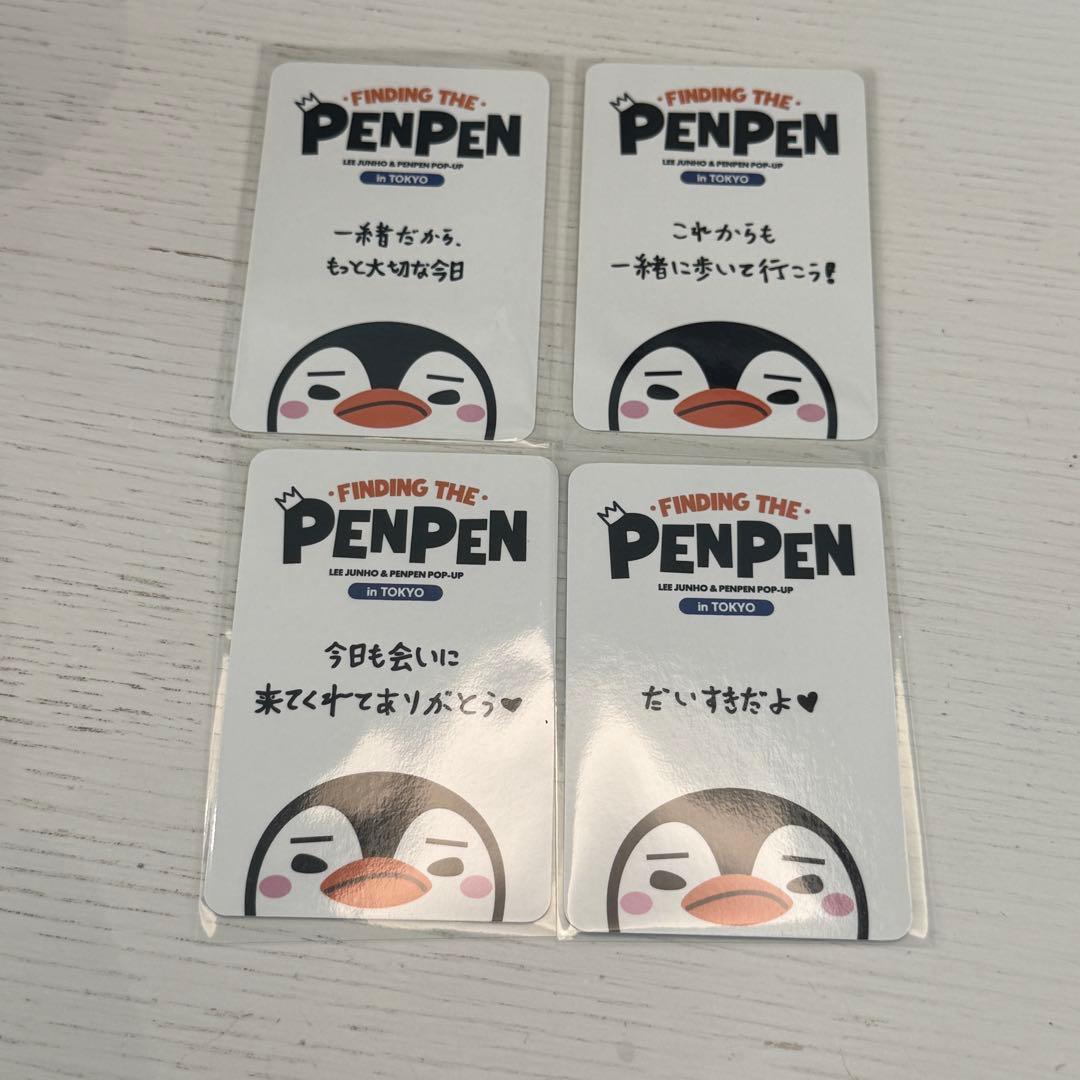 FINDING THE
PENPEN
LEE JUNHO & PENPEN POP-UP
in TOKYO
一緒だから、
もっと大切な今日
FINDING THE
PENPEN
LEE JUNHO & PENPEN POP-UP
in TOKYO
これからも
一緒に歩いて行こう!
FINDING THE
PENPEN
LEE JUNHO & PENPEN POP-UP
in TOKYO
今日も会いに
来てくれてありがとう♥
FINDING THE
PENPEN
LEE JUNHO & PENPEN POP-UP
in TOKYO
だいすきだよ♥